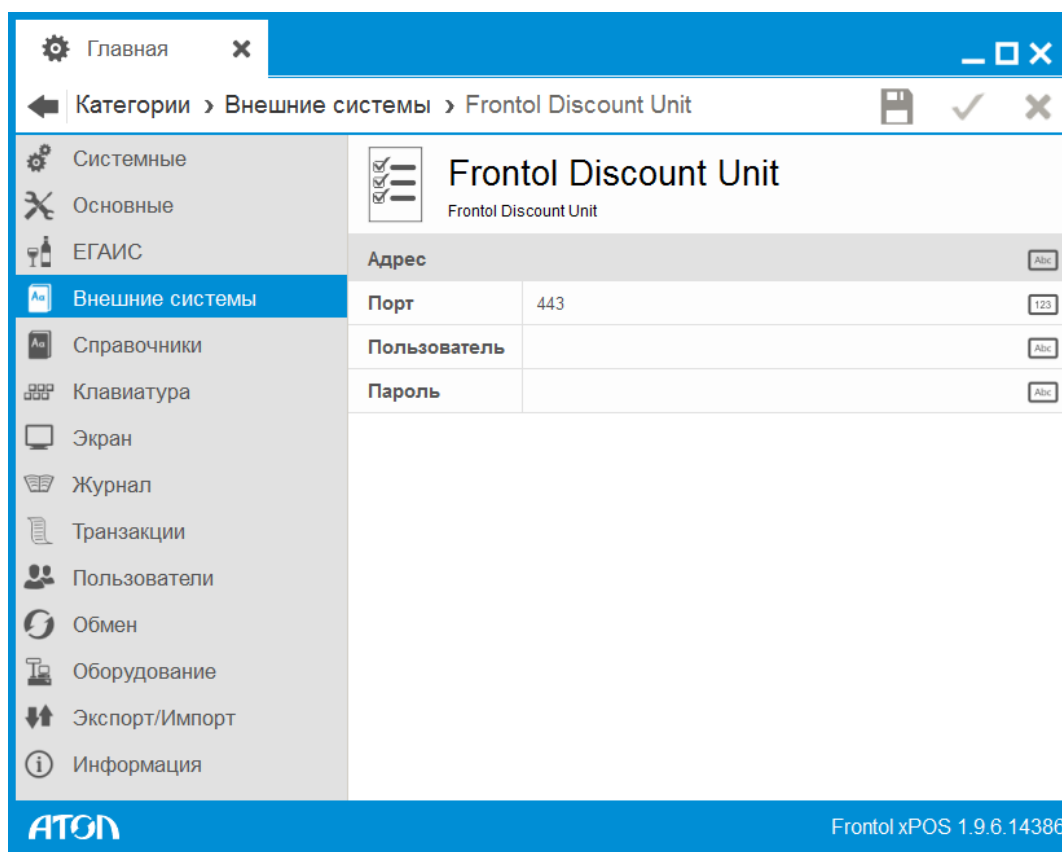 Главная
Категории › Внешние системы › Frontol Discount Unit
Системные
Основные
ЕГАИС
Внешние системы
Справочники
Клавиатура
Экран
Журнал
Транзакции
Пользователи
Обмен
Оборудование
Экспорт/Импорт
Информация
Frontol Discount Unit
Frontol Discount Unit
Адрес Abc
Порт 443 123
Пользователь Abc
Пароль Abc
АТОЛ Frontol xPOS 1.9.6.14386